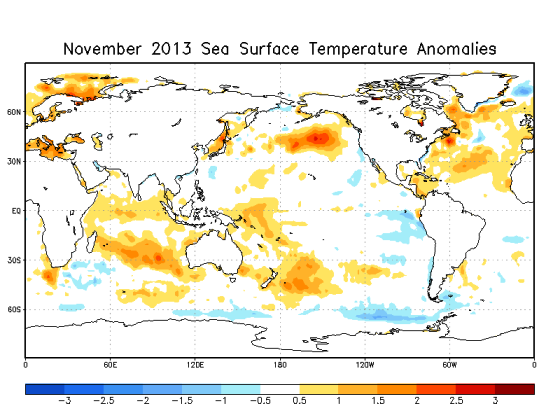 November 2013 Sea Surface Temperature Anomalies
60N
30N
EQ
30S
60S
0 60E 120E 180 120W 60W 0
-3 -2.5 -2 -1.5 -1 -0.5 0.5 1 1.5 2 2.5 3